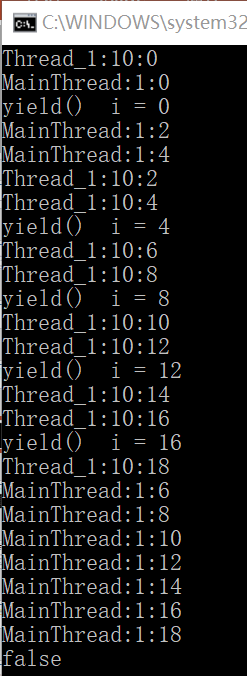 C:\WINDOWS\system32
Thread_1:10:0
MainThread:1:0
yield()  i = 0
MainThread:1:2
MainThread:1:4
Thread_1:10:2
Thread_1:10:4
yield()  i = 4
Thread_1:10:6
Thread_1:10:8
yield()  i = 8
Thread_1:10:10
Thread_1:10:12
yield()  i = 12
Thread_1:10:14
Thread_1:10:16
yield()  i = 16
Thread_1:10:18
MainThread:1:6
MainThread:1:8
MainThread:1:10
MainThread:1:12
MainThread:1:14
MainThread:1:16
MainThread:1:18
false